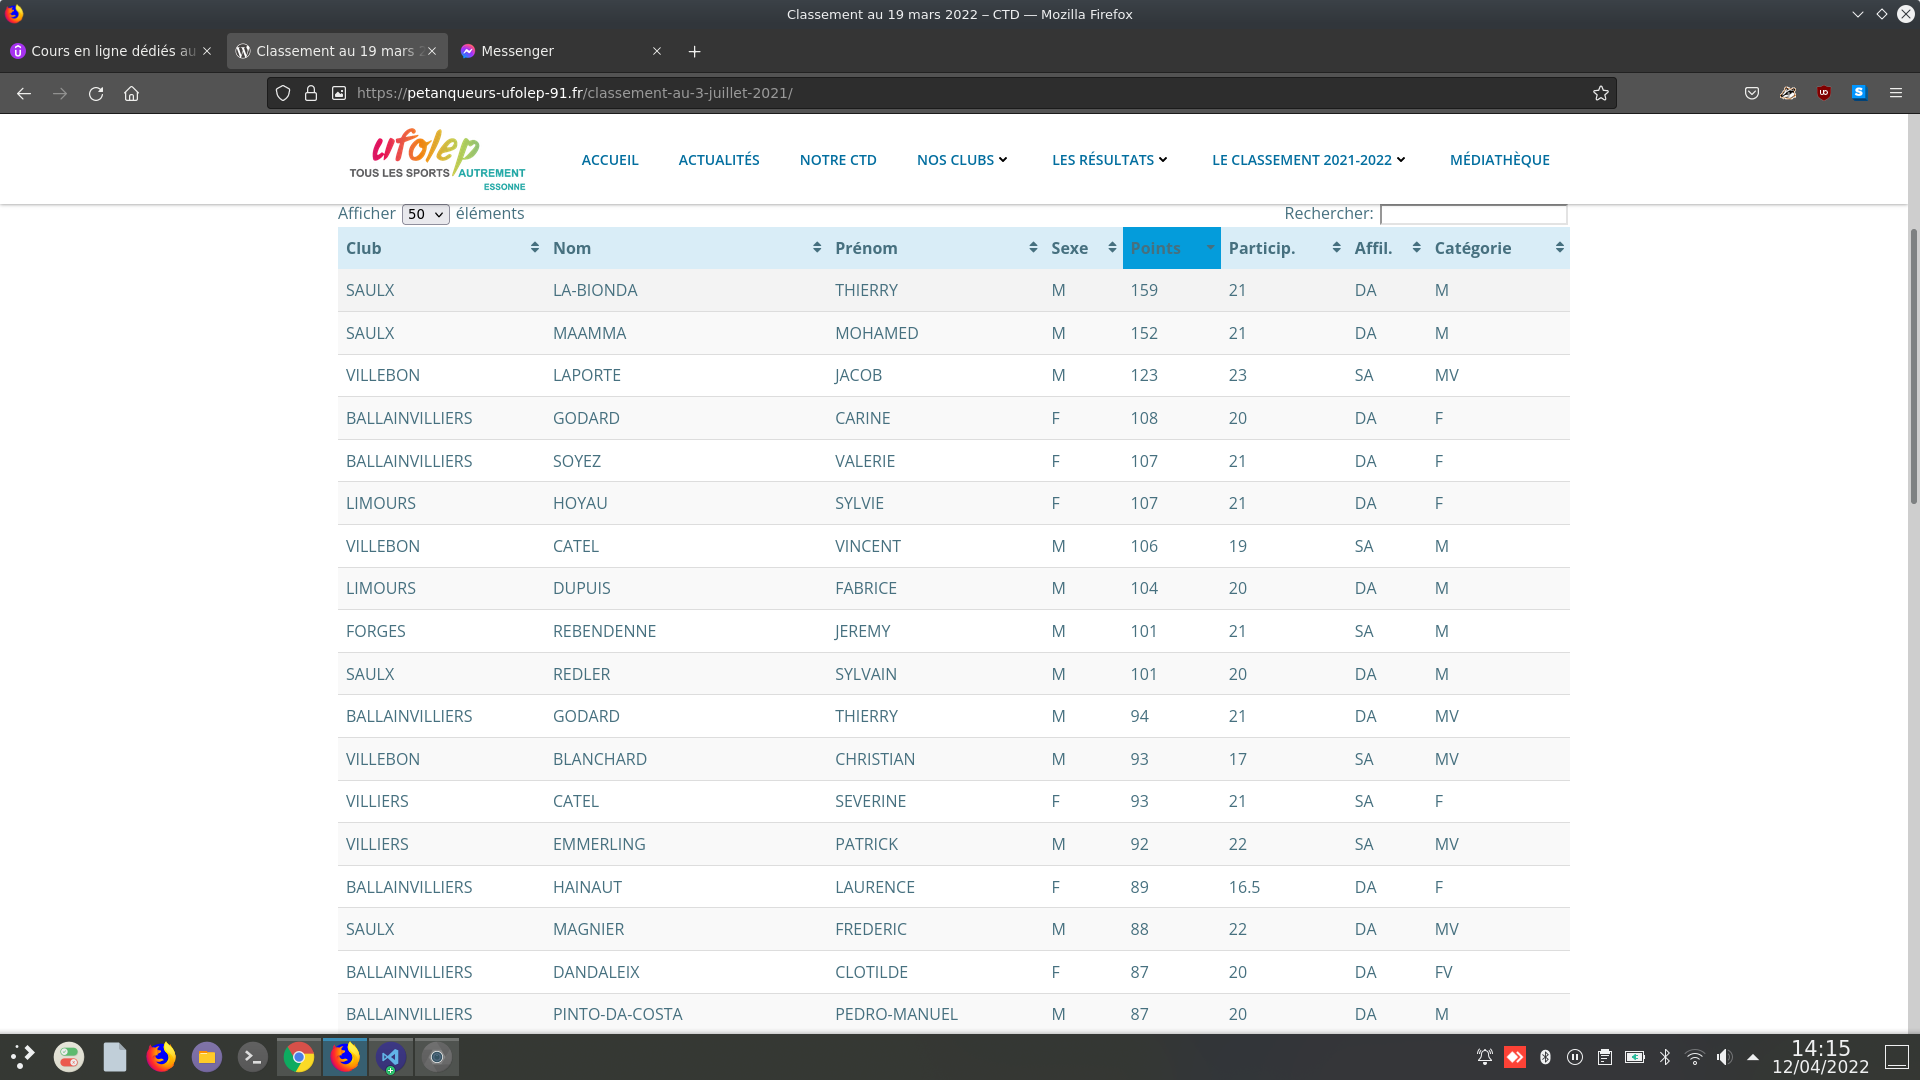 Classement au 19 mars 2022 – CTD — Mozilla Firefox
Cours en ligne dédiés au
Classement au 19 mars 2
Messenger
https://petanqueurs-ufolep-91.fr/classement-au-3-juillet-2021/
ufolep
TOUS LES SPORTS AUTREMENT
ESSONNE
ACCUEIL ACTUALITÉS NOTRE CTD NOS CLUBS LES RÉSULTATS LE CLASSEMENT 2021-2022 MÉDIATHÈQUE
Afficher 50 éléments Rechercher:
Club Nom Prénom Sexe Points Particip. Affil. Catégorie
SAULX LA-BIONDA THIERRY M 159 21 DA M
SAULX MAAMMA MOHAMED M 152 21 DA M
VILLEBON LAPORTE JACOB M 123 23 SA MV
BALLAINVILLIERS GODARD CARINE F 108 20 DA F
BALLAINVILLIERS SOYEZ VALERIE F 107 21 DA F
LIMOURS HOYAU SYLVIE F 107 21 DA F
VILLEBON CATEL VINCENT M 106 19 SA M
LIMOURS DUPUIS FABRICE M 104 20 DA M
FORGES REBENDENNE JEREMY M 101 21 SA M
SAULX REDLER SYLVAIN M 101 20 DA M
BALLAINVILLIERS GODARD THIERRY M 94 21 DA MV
VILLEBON BLANCHARD CHRISTIAN M 93 17 SA MV
VILLIERS CATEL SEVERINE F 93 21 SA F
VILLIERS EMMERLING PATRICK M 92 22 SA MV
BALLAINVILLIERS HAINAUT LAURENCE F 89 16.5 DA F
SAULX MAGNIER FREDERIC M 88 22 DA MV
BALLAINVILLIERS DANDALEIX CLOTILDE F 87 20 DA FV
BALLAINVILLIERS PINTO-DA-COSTA PEDRO-MANUEL M 87 20 DA M
14:15
12/04/2022